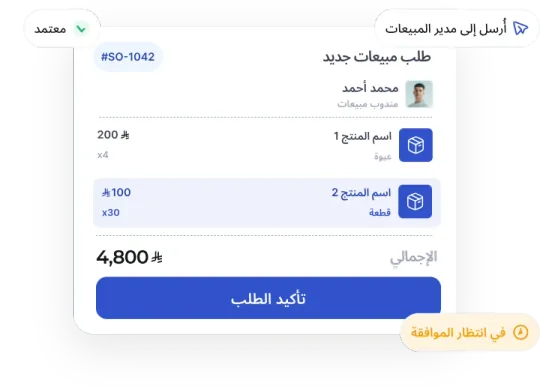 أُرسل إلى مدير المبيعات
معتمد
طلب مبيعات جديد
#SO-1042
محمد أحمد
مندوب مبيعات
اسم المنتج 1
200
عبوة
x4
اسم المنتج 2
100
قطعة
x30
الإجمالي
4,800
تأكيد الطلب
في انتظار الموافقة